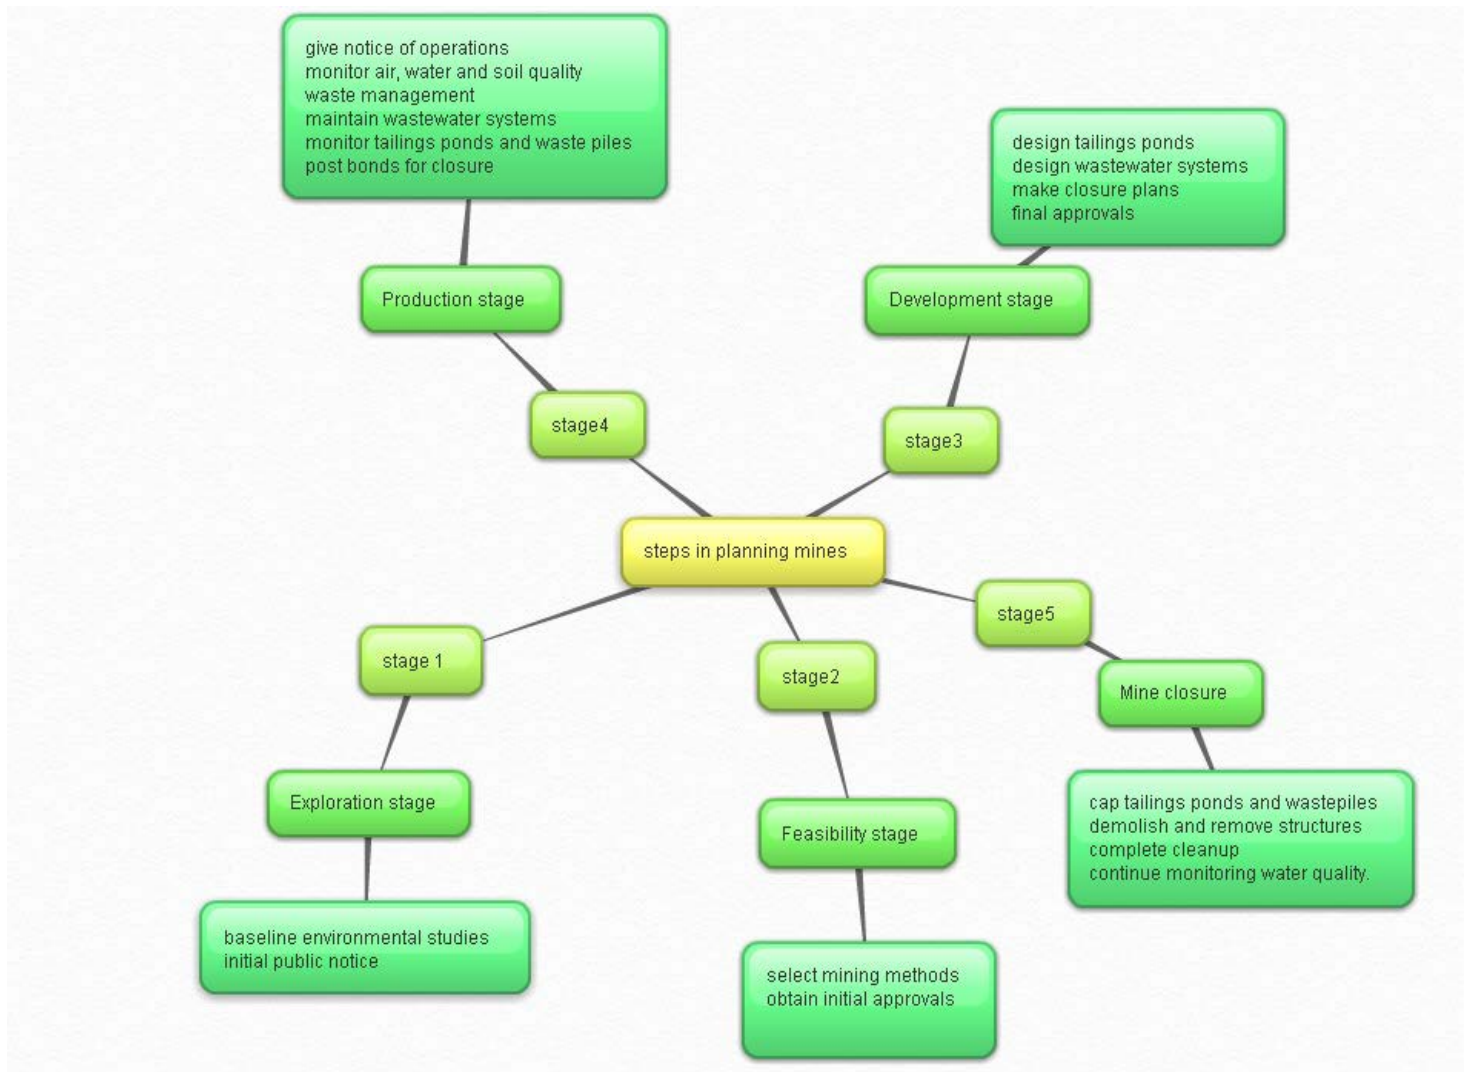 give notice of operations
monitor air, water and soil quality
waste management
maintain wastewater systems
monitor tailings ponds and waste piles
post bonds for closure
design tailings ponds
design wastewater systems
make closure plans
final approvals
Production stage
Development stage
stage4
stage3
steps in planning mines
stage 1
stage2
stage5
Mine closure
Exploration stage
Feasibility stage
cap tailings ponds and wastepiles
demolish and remove structures
complete cleanup
continue monitoring water quality.
baseline environmental studies
initial public notice
select mining methods
obtain initial approvals